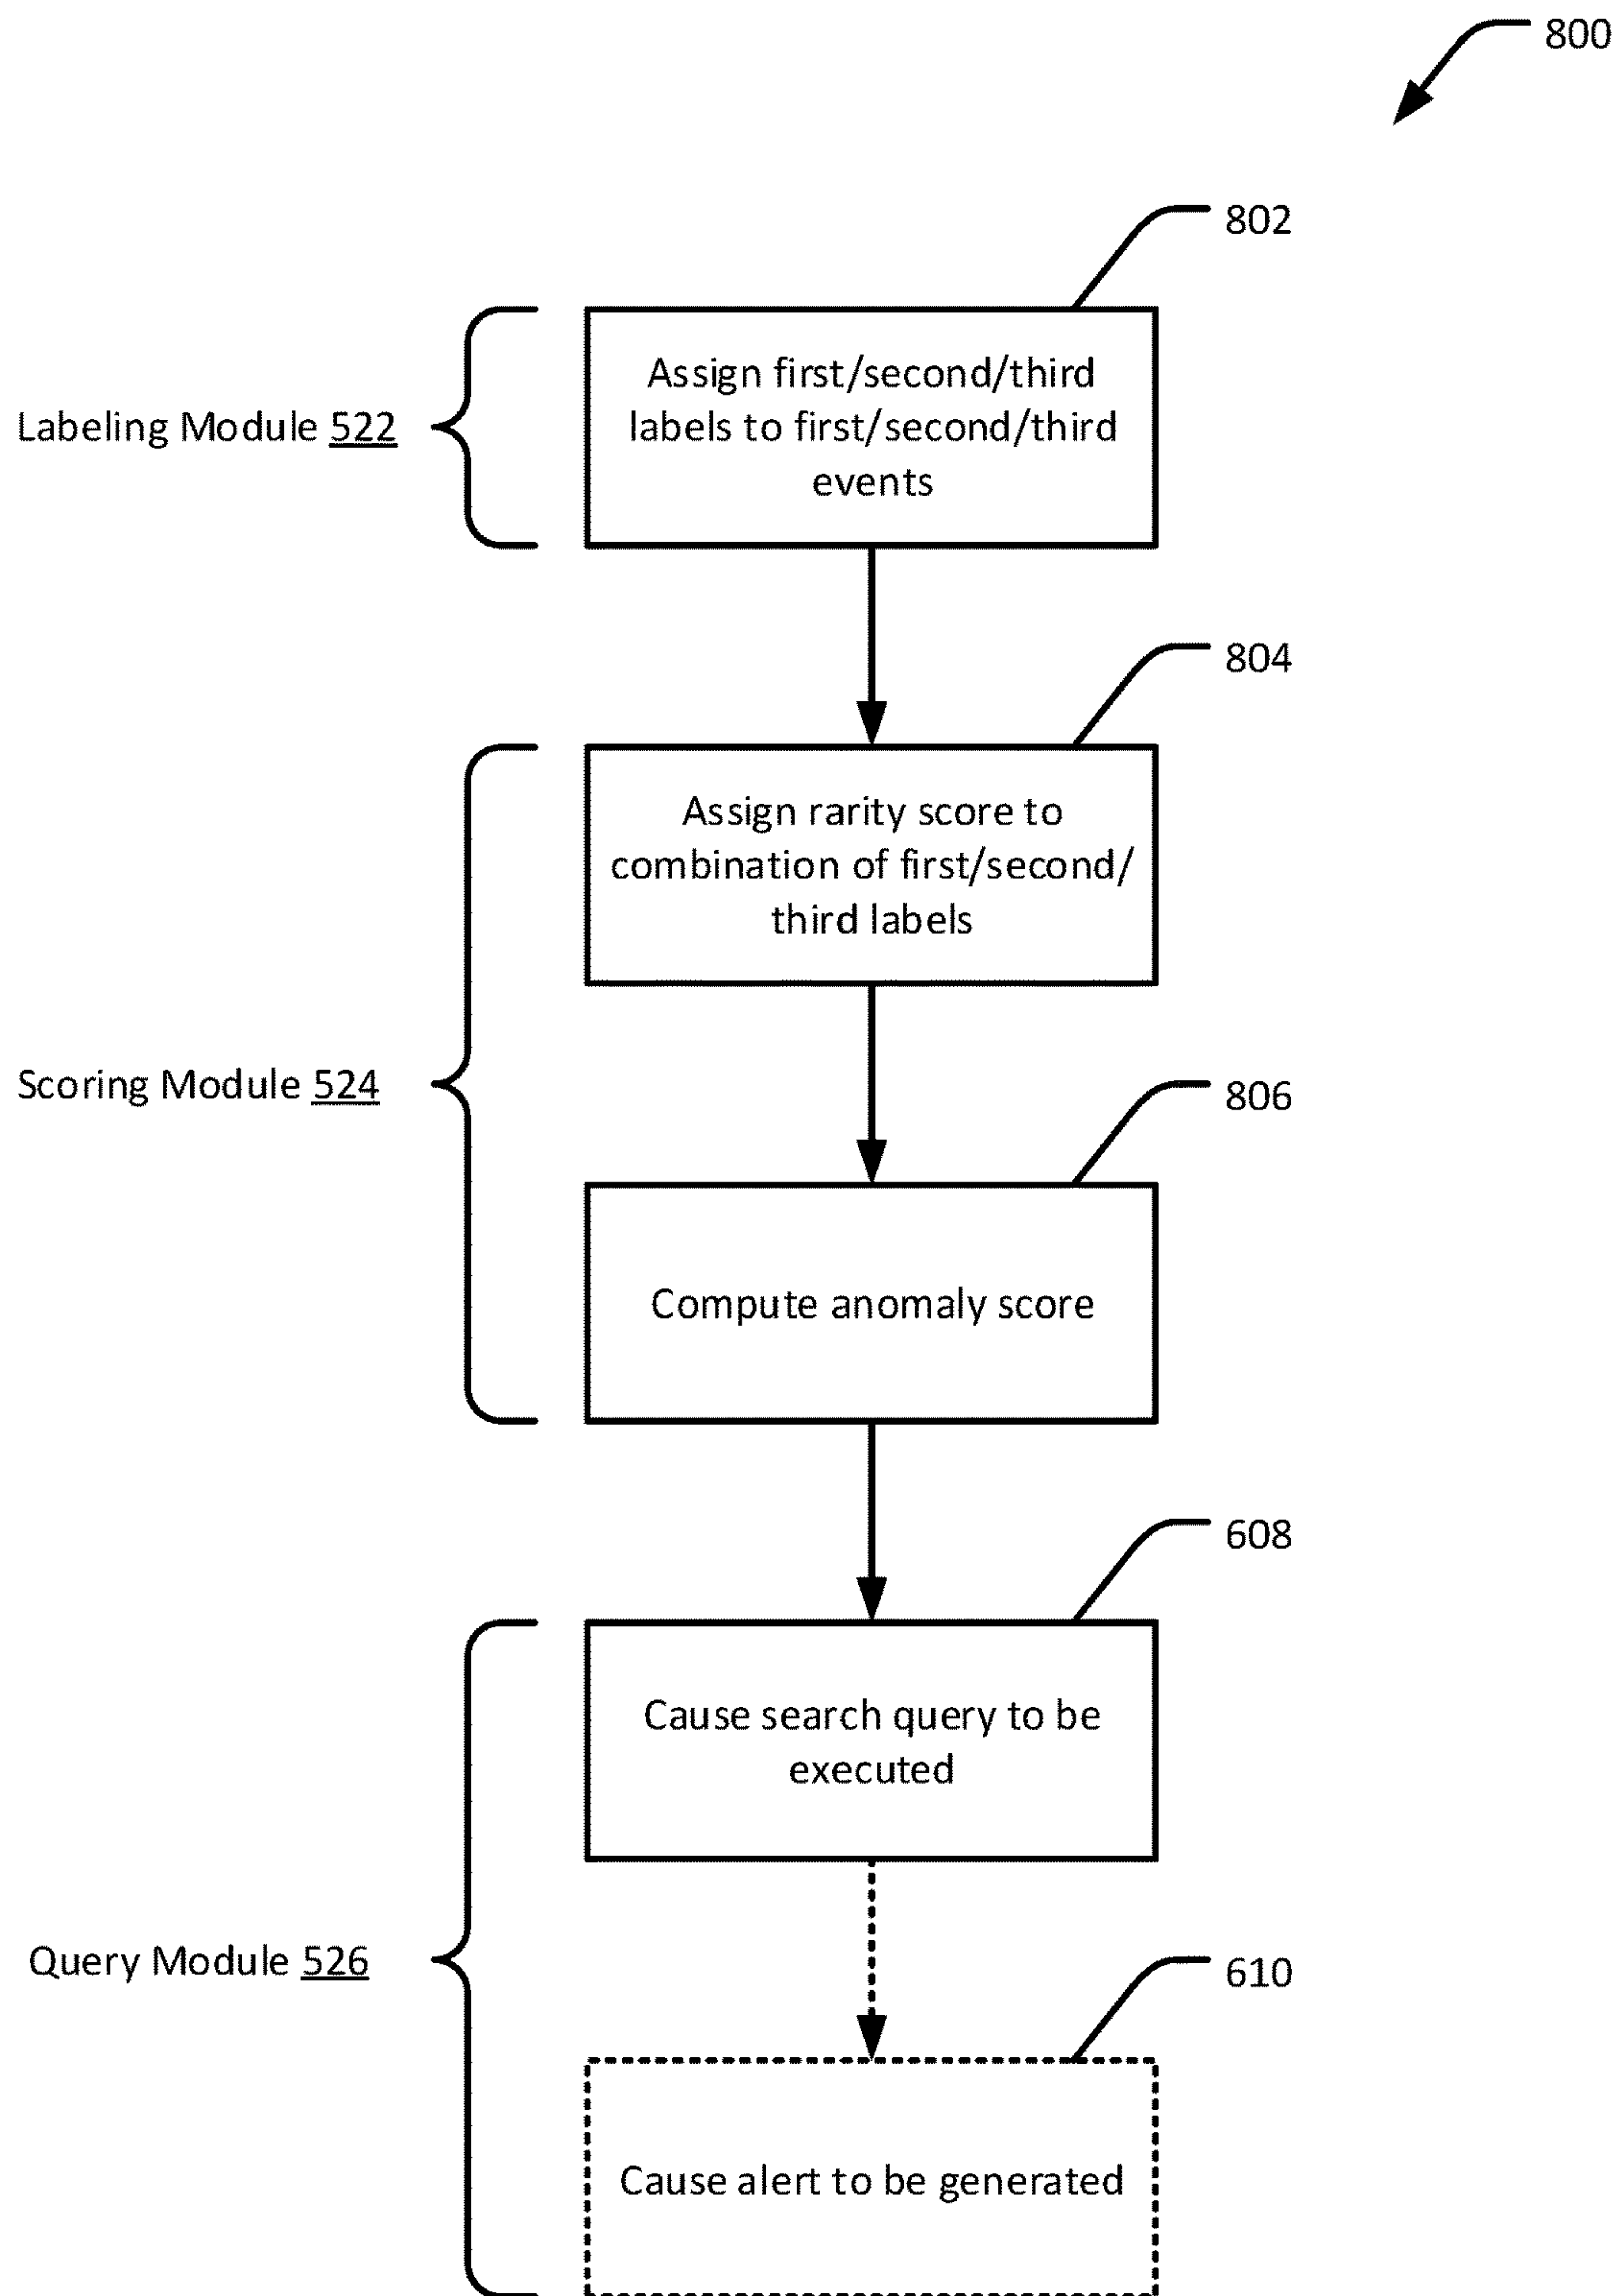 800
802
Assign first/second/third
labels to first/second/third
events
Labeling Module 522
804
Assign rarity score to
combination of first/second/
third labels
Scoring Module 524
806
Compute anomaly score
608
Cause search query to be
executed
Query Module 526
610
Cause alert to be generated